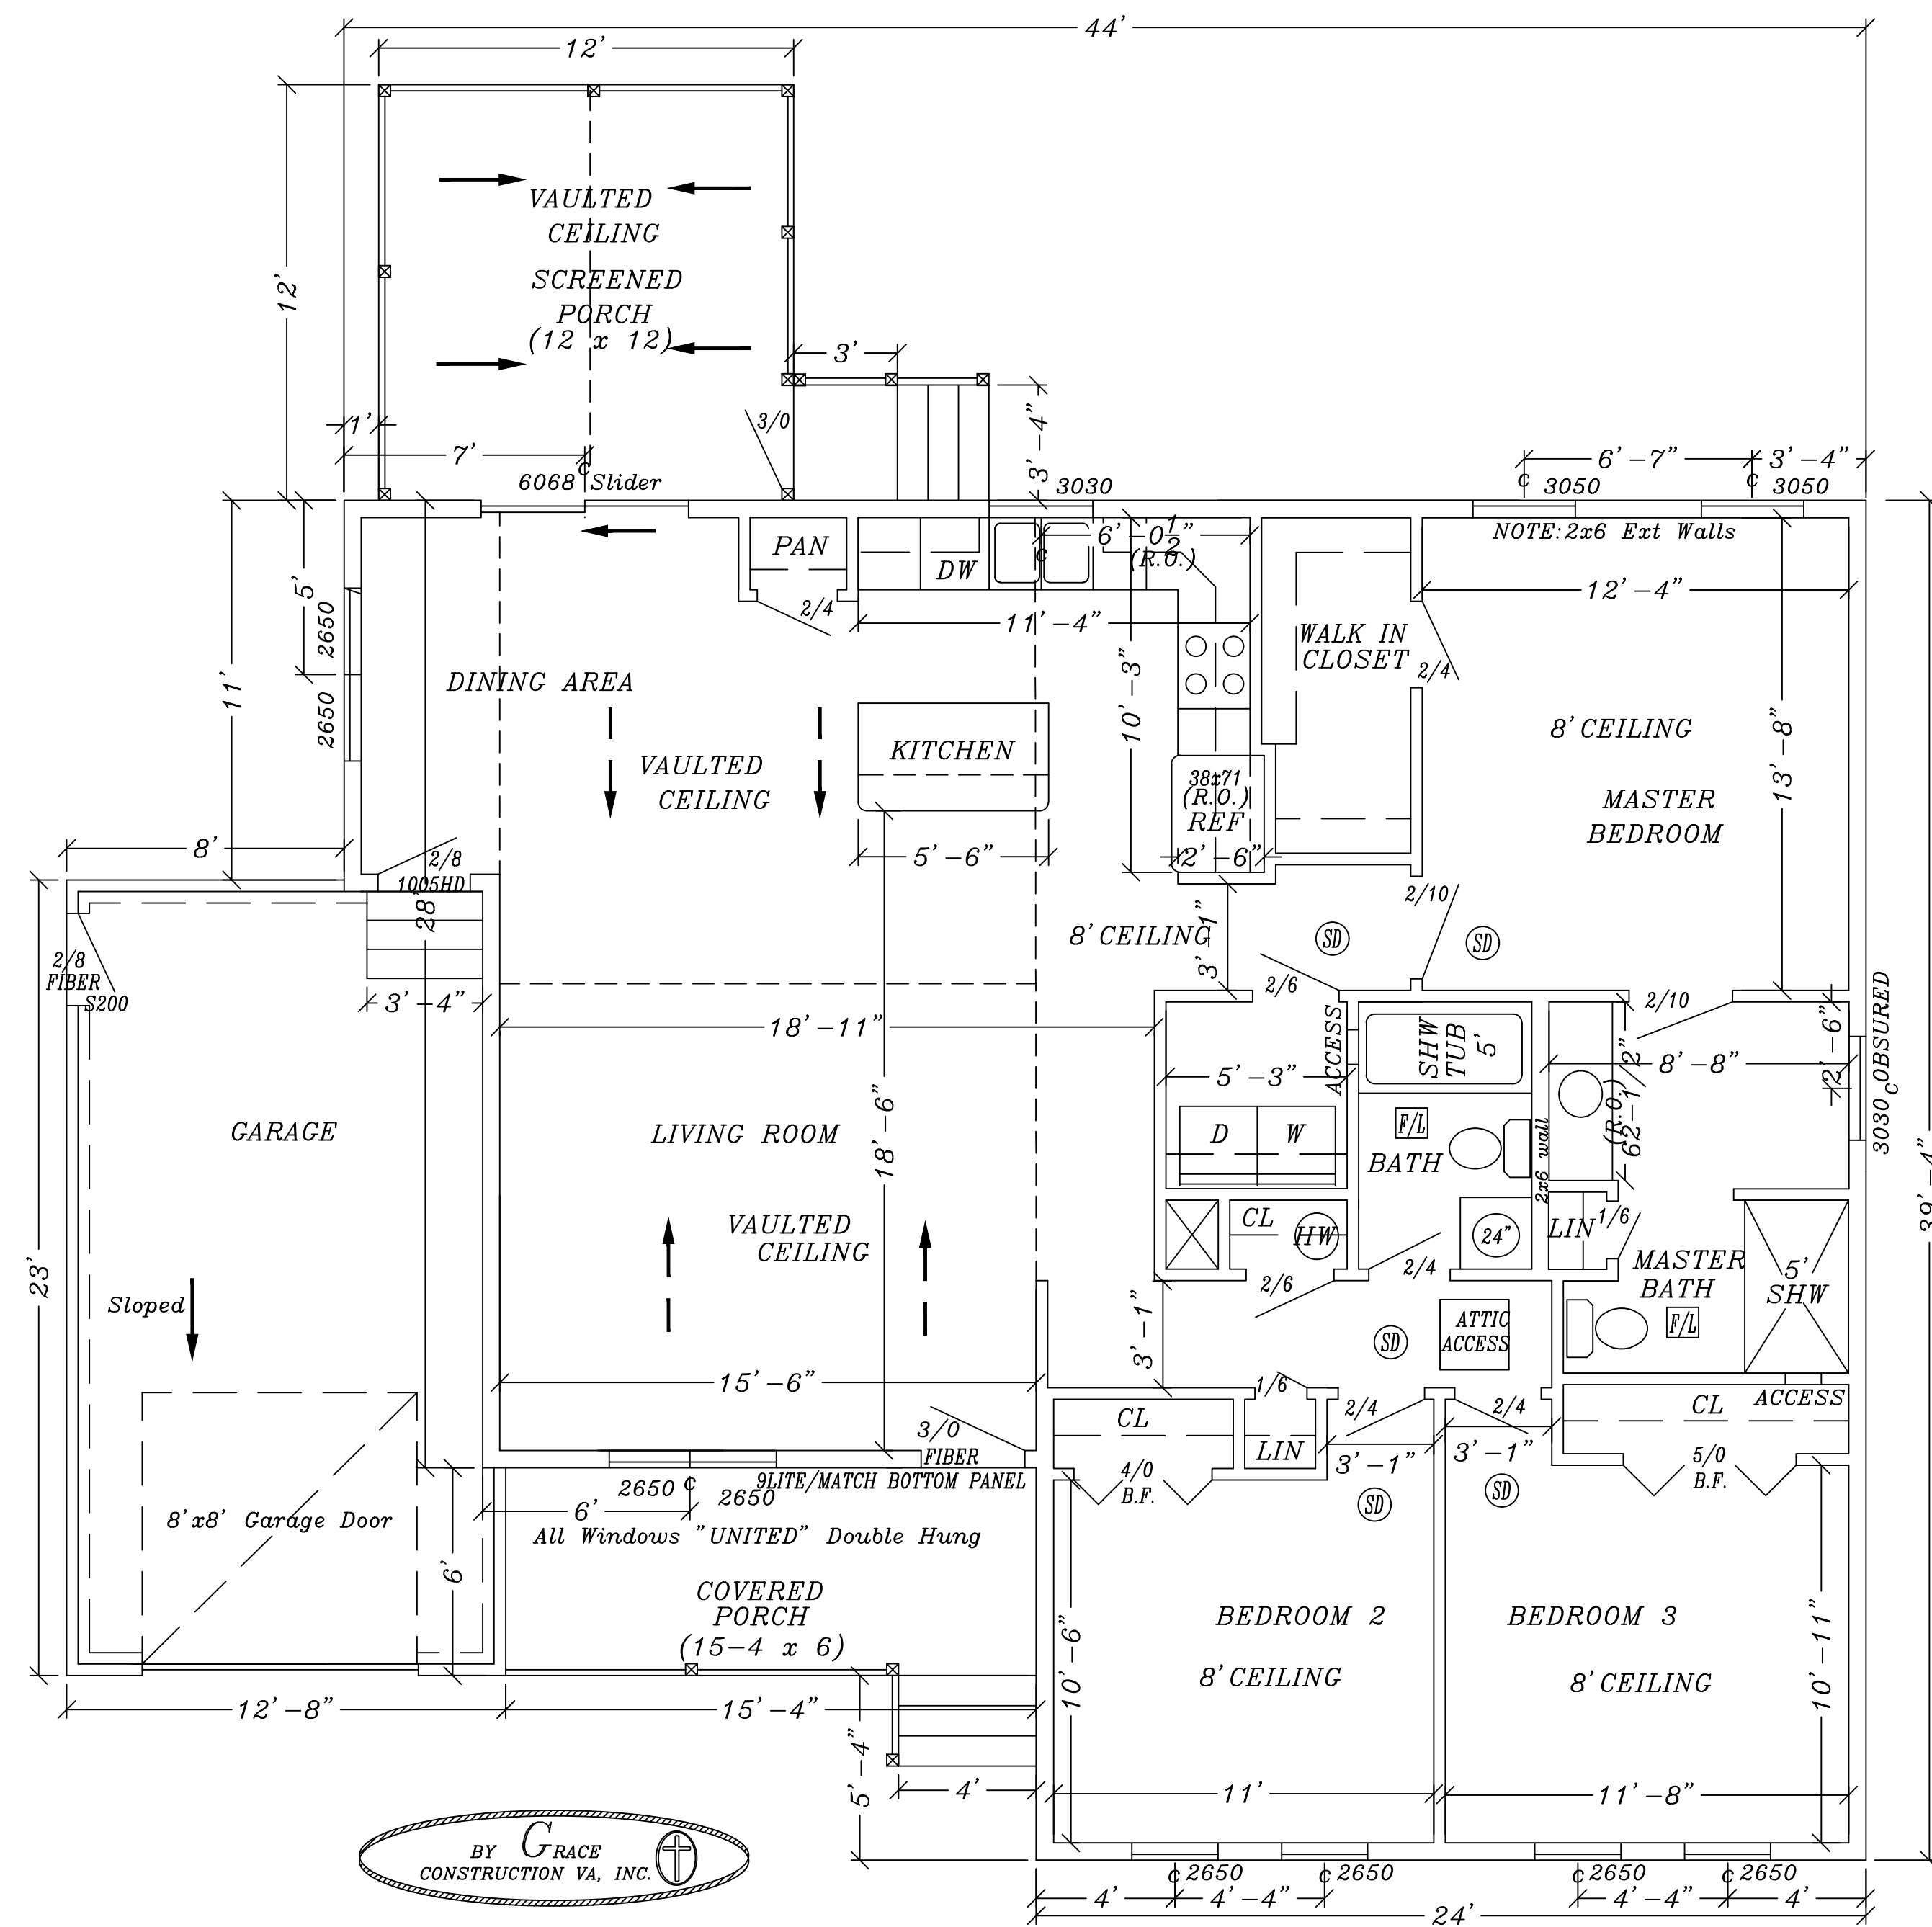 44'
12'
12'
VAULTED
CEILING
SCREENED
PORCH
(12 x 12)
3'
1'
7'
3/0
3'-4"
6'-7"
3'-4"
C
6068 Slider
3030
C
3050
C
3050
NOTE:2x6 Ext Walls
PAN
DW
C
6'-0 1/2"
(R.O.)
5'
2650
2650
11'
2/4
11'-4"
12'-4"
DINING AREA
WALK IN
CLOSET
2/4
10'-3"
VAULTED
CEILING
KITCHEN
8' CEILING
13'-8"
38x71
(R.O.)
REF
MASTER
BEDROOM
8'
5'-6"
2'-6"
2/8
1005HD
28'
2/10
8' CEILING
3'-1"
SD
SD
2/8
FIBER
S200
3'-4"
2/6
2/10
18'-11"
ACCESS
SHW
TUB
5'
2'-6"
3030 OBSURED
C
5'-3"
8'-8"
62-1/2"
(R.O.)
GARAGE
LIVING ROOM
18'-6"
D
W
F/L
BATH
2x6 wall
39'-4"
VAULTED
CEILING
CL
HW
24"
LIN
1/6
23'
MASTER
BATH
5'
SHW
Sloped
2/6
2/4
F/L
3'-1"
SD
ATTIC
ACCESS
15'-6"
1/6
2/4
2/4
ACCESS
3/0
FIBER
CL
LIN
CL
3'-1"
3'-1"
2650
C
2650
9LITE/MATCH BOTTOM PANEL
4/0
B.F.
5/0
B.F.
SD
SD
6'
8'x8' Garage Door
All Windows "UNITED" Double Hung
6'
COVERED
PORCH
(15-4 x 6)
BEDROOM 2
BEDROOM 3
10'-6"
8' CEILING
8' CEILING
10'-11"
12'-8"
15'-4"
5'-4"
4'
11'
11'-8"
BY GRACE
CONSTRUCTION VA, INC.
C
2650
C
2650
C
2650
C
2650
4'
4'-4"
4'-4"
4'
24'